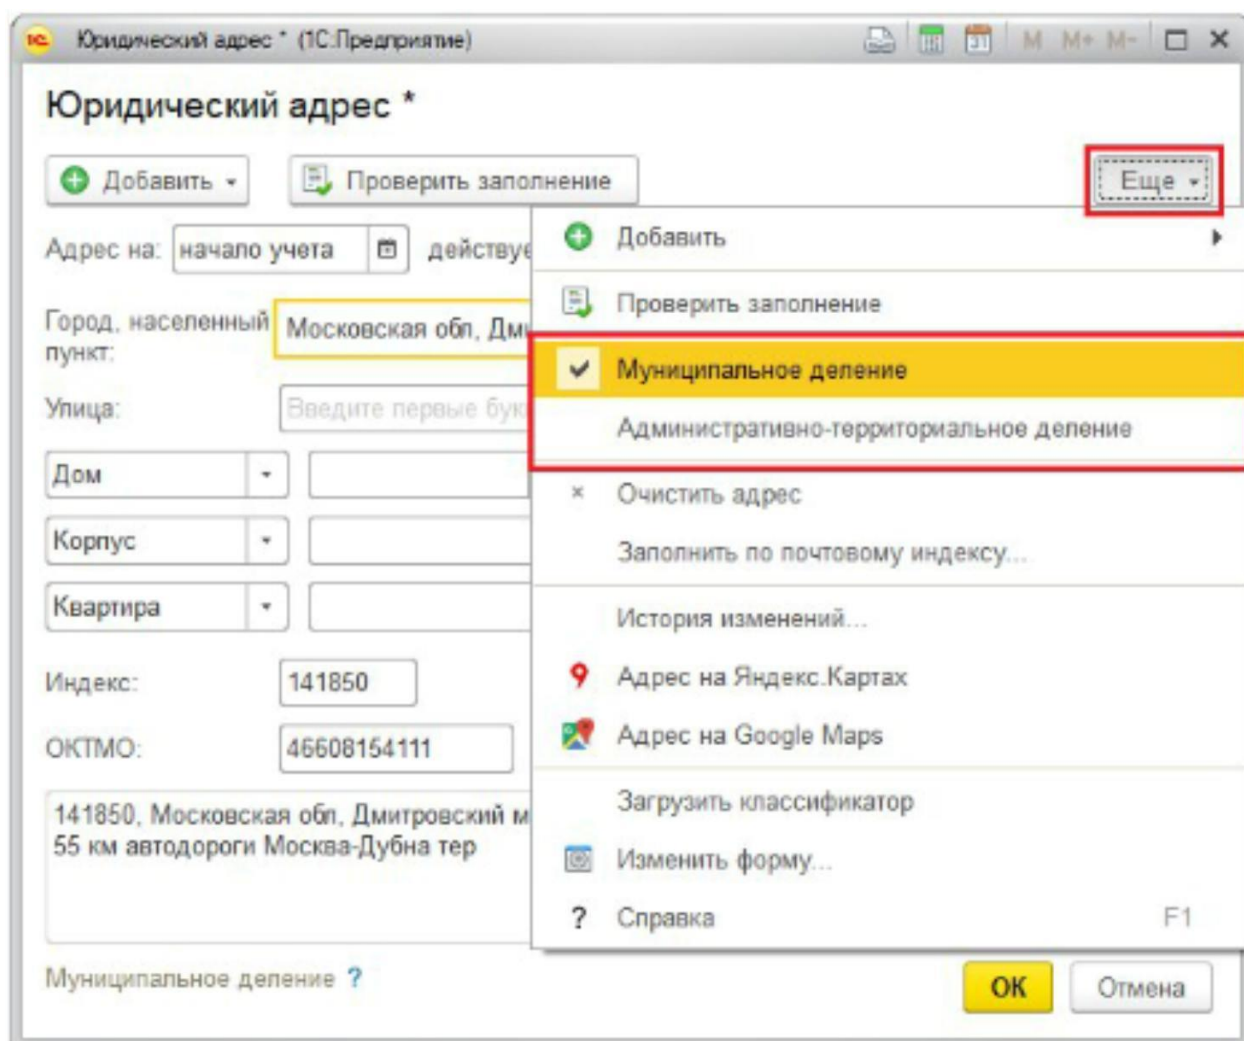 Юридический адрес * (1С:Предприятие)
M M+ M-
Юридический адрес *
Добавить
Проверить заполнение
Еще
Адрес на: начало учета действуе
Добавить
Проверить заполнение
Город, населенный пункт:
Московская обл, Дми
Муниципальное деление
Административно-территориальное деление
Улица:
Введите первые бук
Дом
Очистить адрес
Корпус
Заполнить по почтовому индексу...
Квартира
История изменений...
Индекс: 141850
Адрес на Яндекс.Картах
ОКТМО: 46608154111
Адрес на Google Maps
141850, Московская обл, Дмитровский м
55 км автодороги Москва-Дубна тер
Загрузить классификатор
Изменить форму...
? Справка F1
Муниципальное деление ?
ОК
Отмена